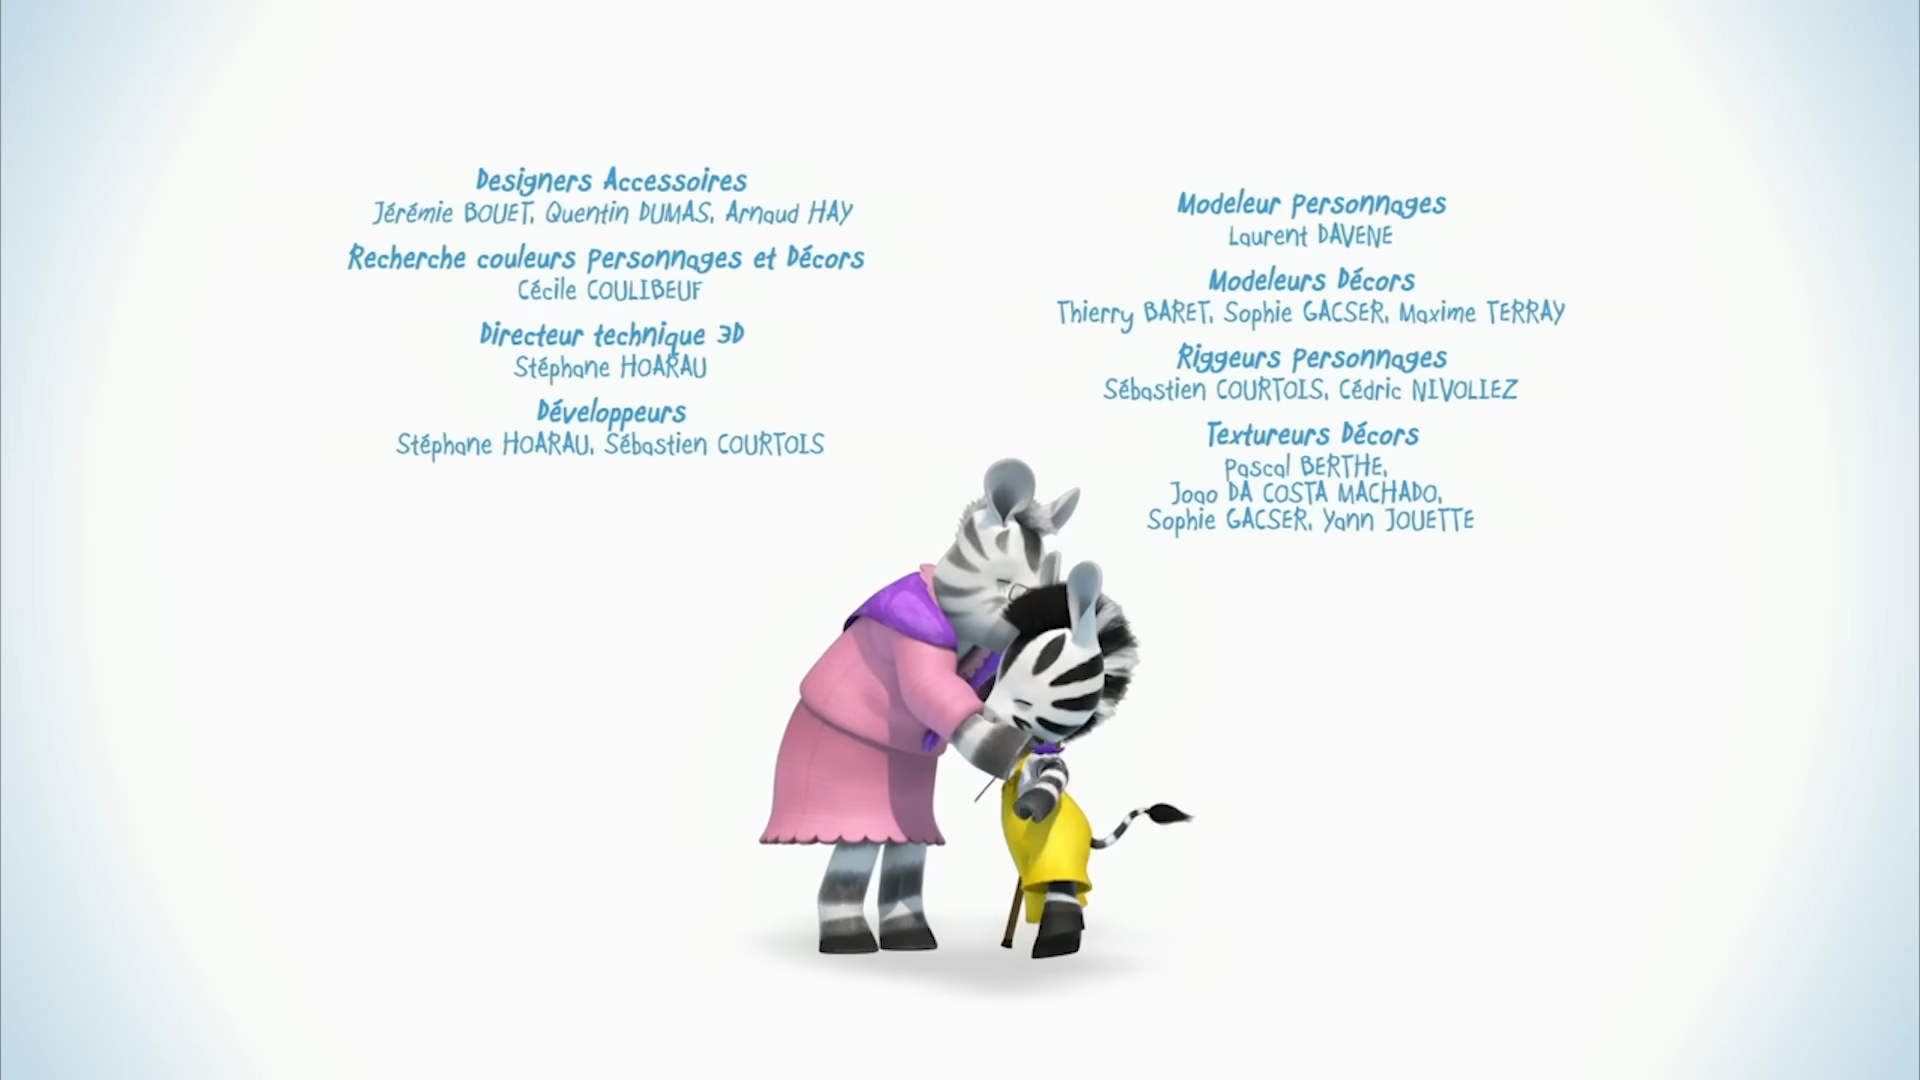 Designers Accessoires
Jérémie BOUET, Quentin DUMAS, Arnaud HAY
Recherche couleurs Personnages et Décors
Cécile COULIBEUF
Directeur technique 3D
Stéphane HOARAU
Développeurs
Stéphane HOARAU, Sébastien COURTOIS
Modeleur Personnages
Laurent DAVENE
Modeleurs Décors
Thierry BARET, Sophie GACSER, Maxime TERRAY
Riggeurs Personnages
Sébastien COURTOIS, Cédric NIVOLIEZ
Textureurs Décors
Pascal BERTHE,
Joao DA COSTA MACHADO,
Sophie GACSER, Yann JOUETTE